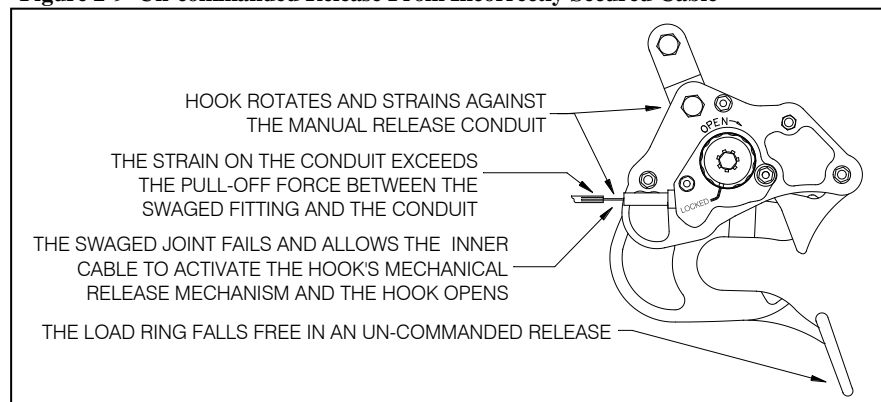 Figure 2-9 Un-commanded Release From Incorrectly Secured Cable
HOOK ROTATES AND STRAINS AGAINST
THE MANUAL RELEASE CONDUIT
THE STRAIN ON THE CONDUIT EXCEEDS
THE PULL-OFF FORCE BETWEEN THE
SWAGED FITTING AND THE CONDUIT
THE SWAGED JOINT FAILS AND ALLOWS THE INNER
CABLE TO ACTIVATE THE HOOK'S MECHANICAL
RELEASE MECHANISM AND THE HOOK OPENS
THE LOAD RING FALLS FREE IN AN UN-COMMANDED RELEASE
OPEN
LOCKED